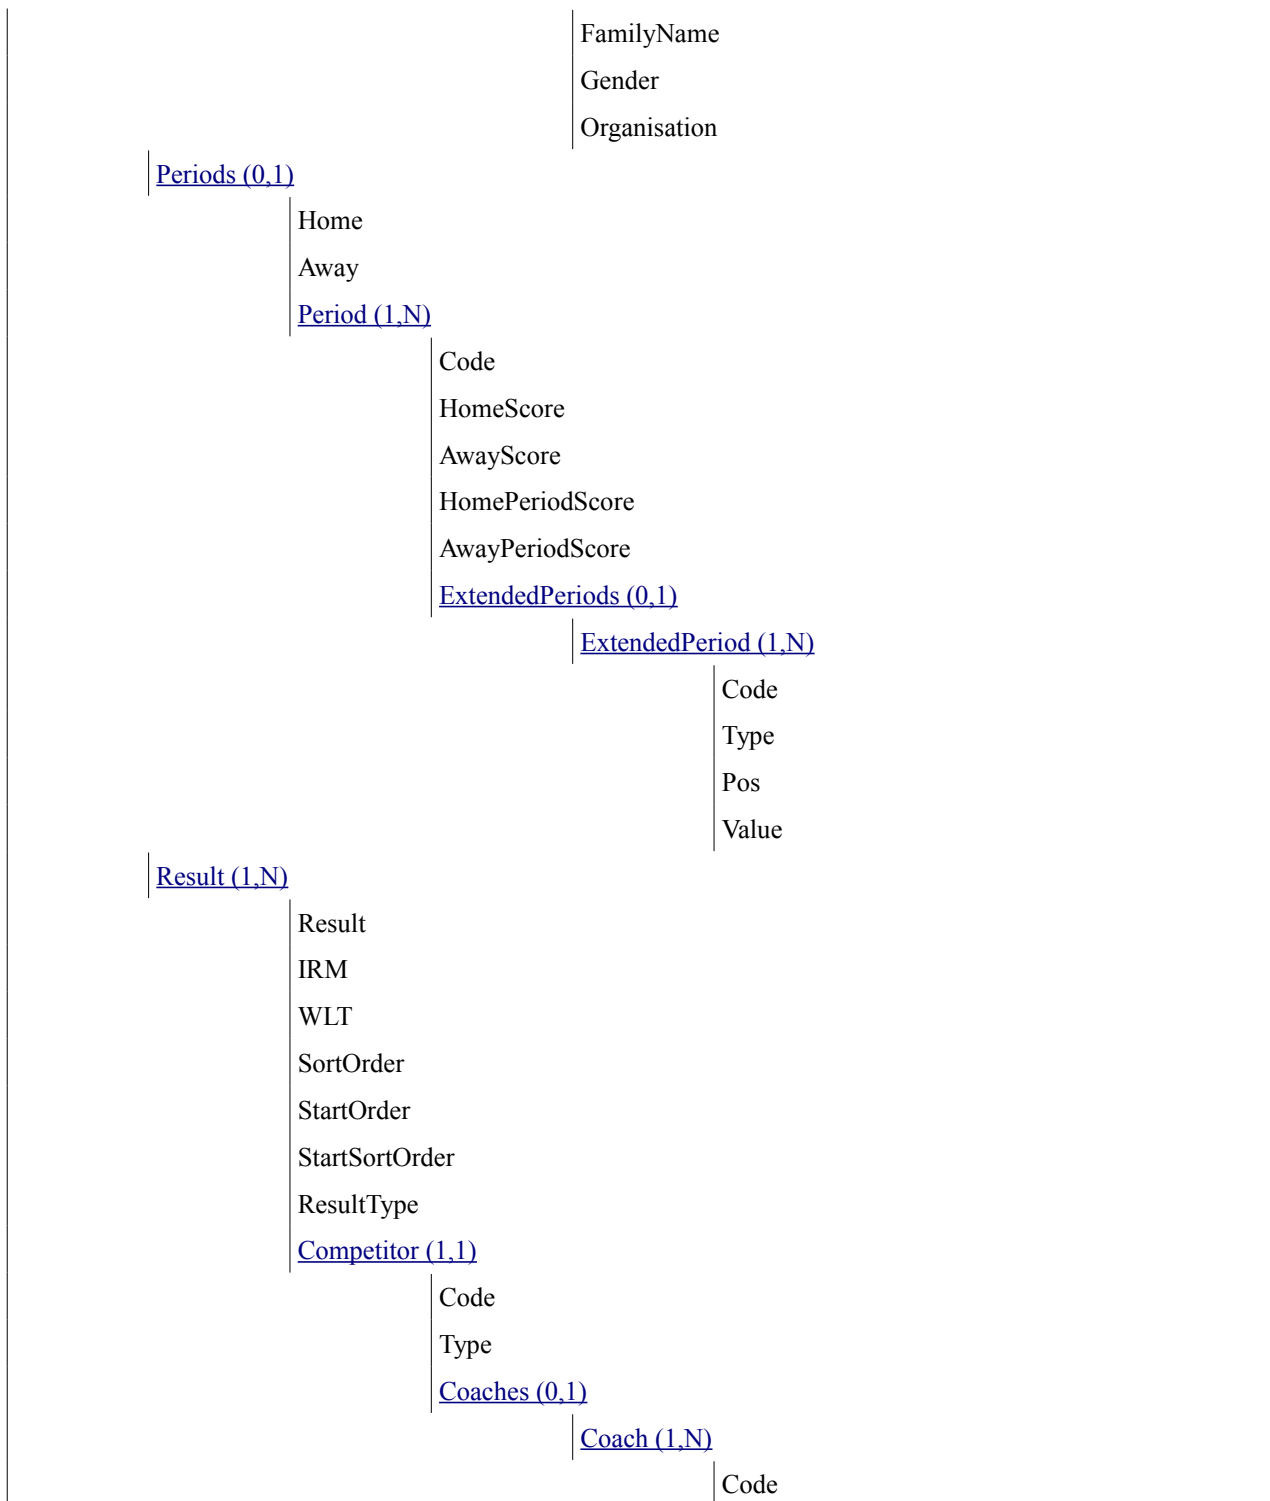 FamilyName
Gender
Organisation
Periods (0,1)
Home
Away
Period (1,N)
Code
HomeScore
AwayScore
HomePeriodScore
AwayPeriodScore
ExtendedPeriods (0,1)
ExtendedPeriod (1,N)
Code
Type
Pos
Value
Result (1,N)
Result
IRM
WLT
SortOrder
StartOrder
StartSortOrder
ResultType
Competitor (1,1)
Code
Type
Coaches (0,1)
Coach (1,N)
Code